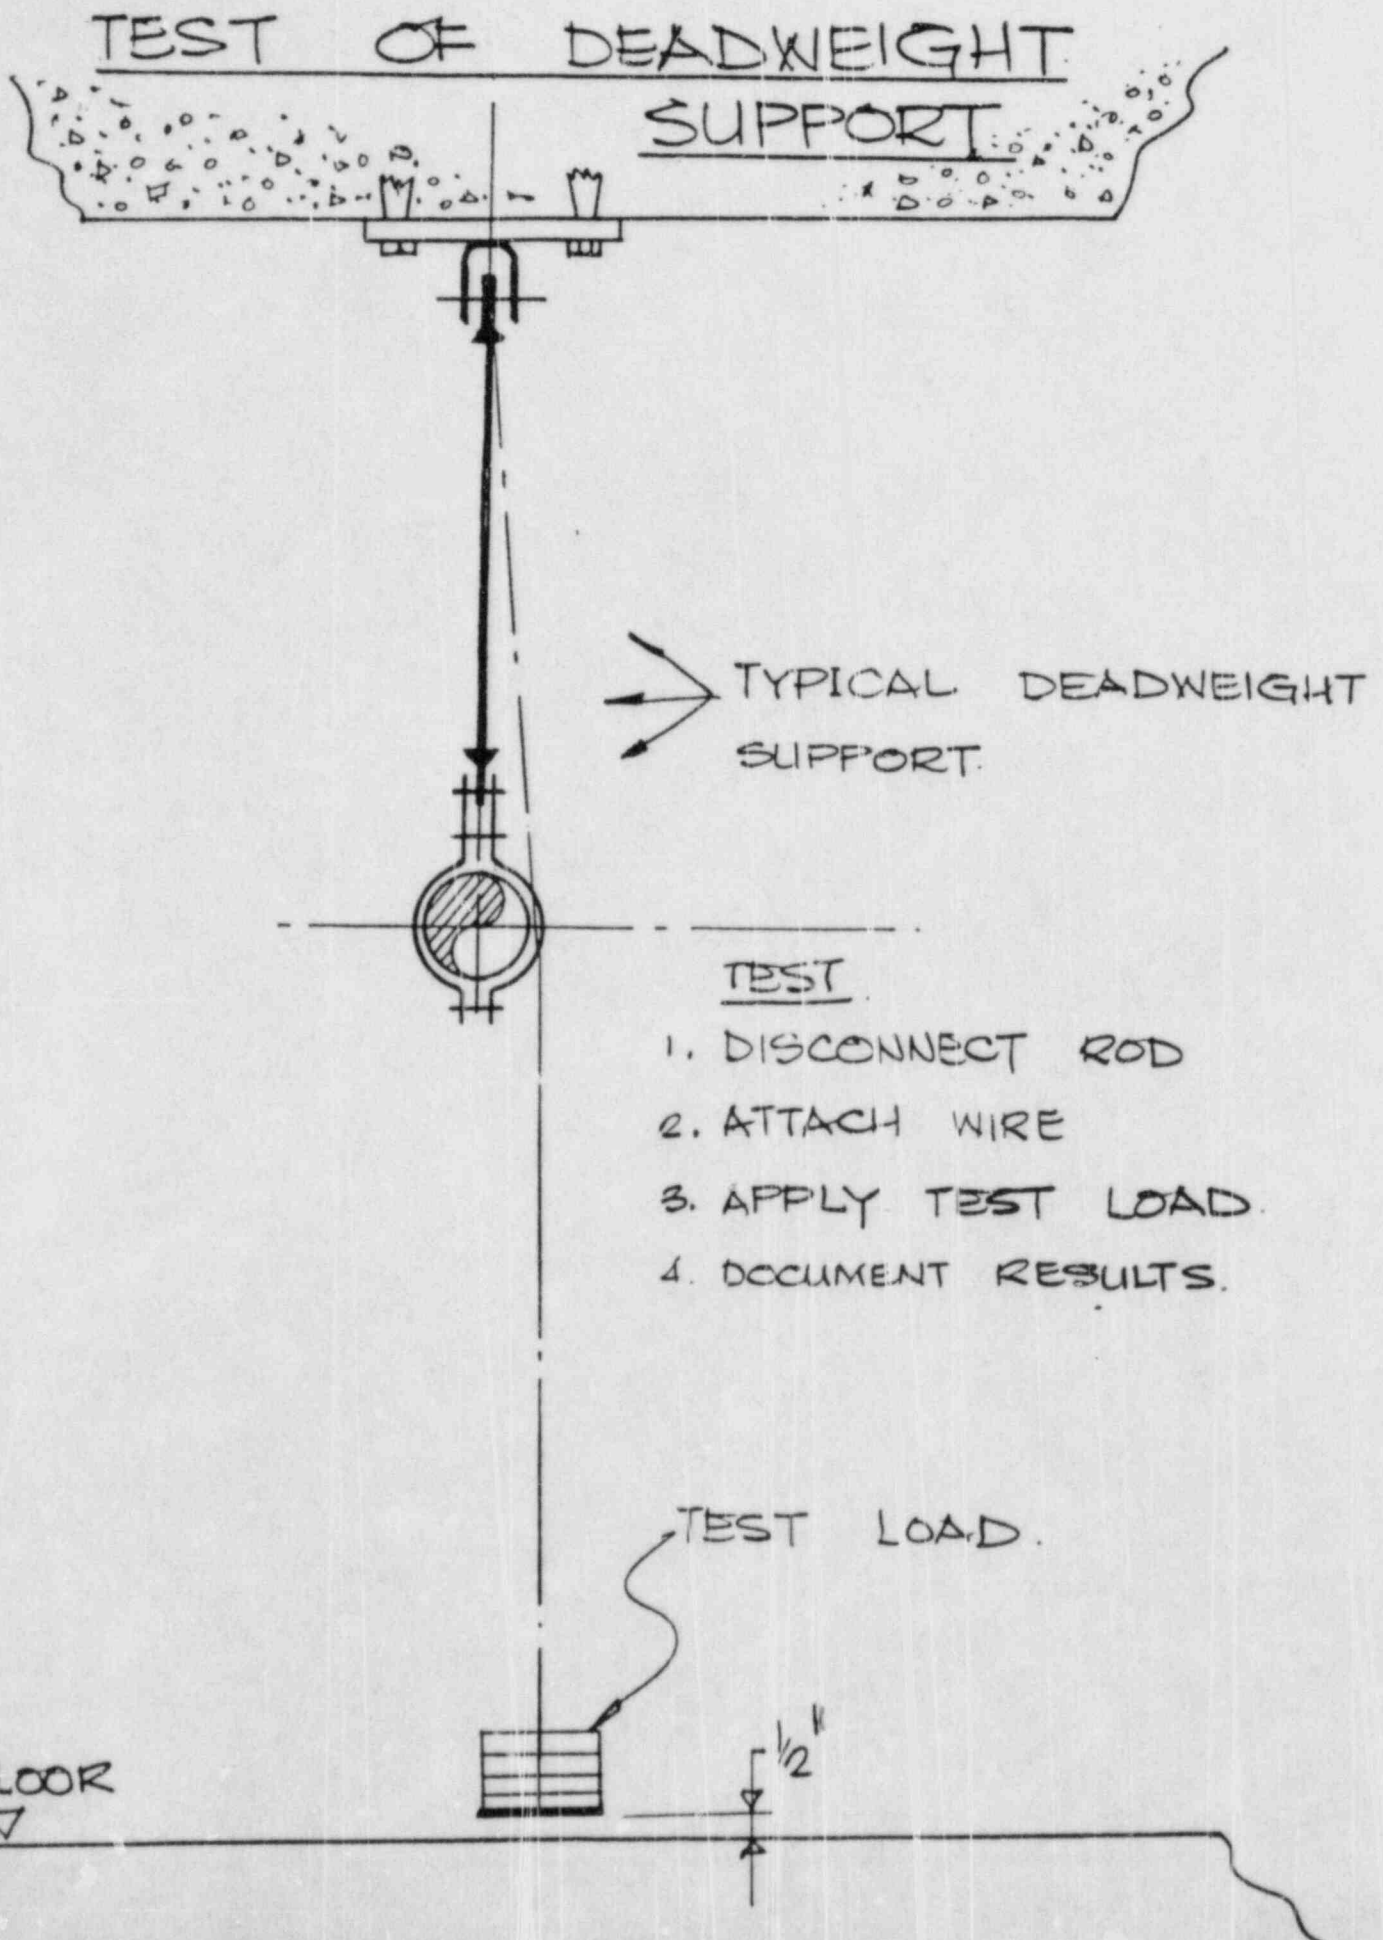 TEST OF DEADWEIGHT
SUPPORT
TYPICAL DEADWEIGHT
SUPPORT.
TEST
1. DISCONNECT ROD
2. ATTACH WIRE
3. APPLY TEST LOAD.
4. DOCUMENT RESULTS.
TEST LOAD.
1/2"
LOOR